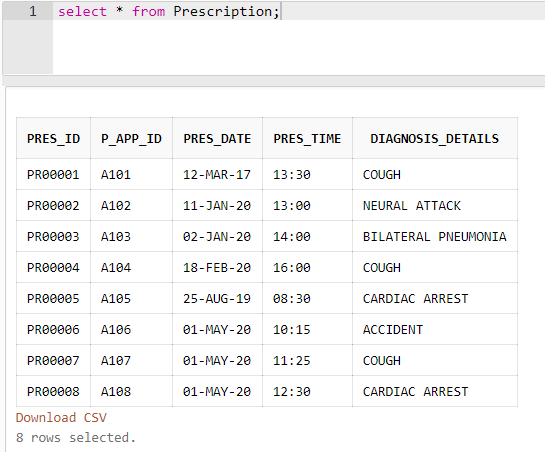 1 select * from Prescription;
PRES_ID P_APP_ID PRES_DATE PRES_TIME DIAGNOSIS_DETAILS
PR00001 A101 12-MAR-17 13:30 COUGH
PR00002 A102 11-JAN-20 13:00 NEURAL ATTACK
PR00003 A103 02-JAN-20 14:00 BILATERAL PNEUMONIA
PR00004 A104 18-FEB-20 16:00 COUGH
PR00005 A105 25-AUG-19 08:30 CARDIAC ARREST
PR00006 A106 01-MAY-20 10:15 ACCIDENT
PR00007 A107 01-MAY-20 11:25 COUGH
PR00008 A108 01-MAY-20 12:30 CARDIAC ARREST
Download CSV
8 rows selected.